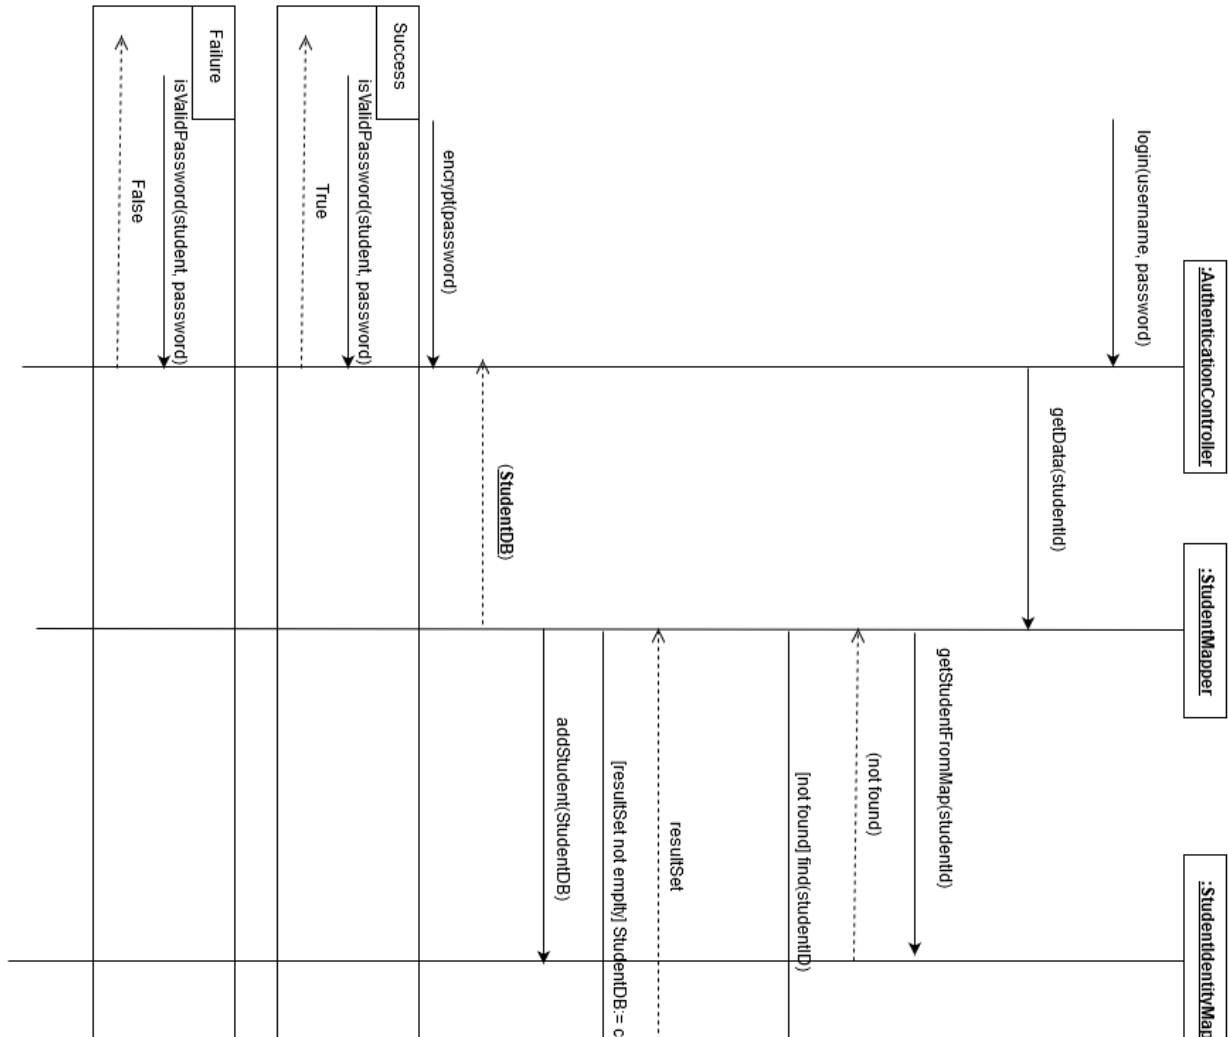 :AuthenticationController
:StudentMapper
:StudentIdentityMap
login(username, password)
getData(studentId)
getStudentFromMap(studentId)
(not found)
[not found] find(studentID)
resultSet
[resultSet not emplty] StudentDB:= c
addStudent(StudentDB)
(StudentDB)
encrypt(password)
Success
isValidPassword(student, password)
True
Failure
isValidPassword(student, password)
False